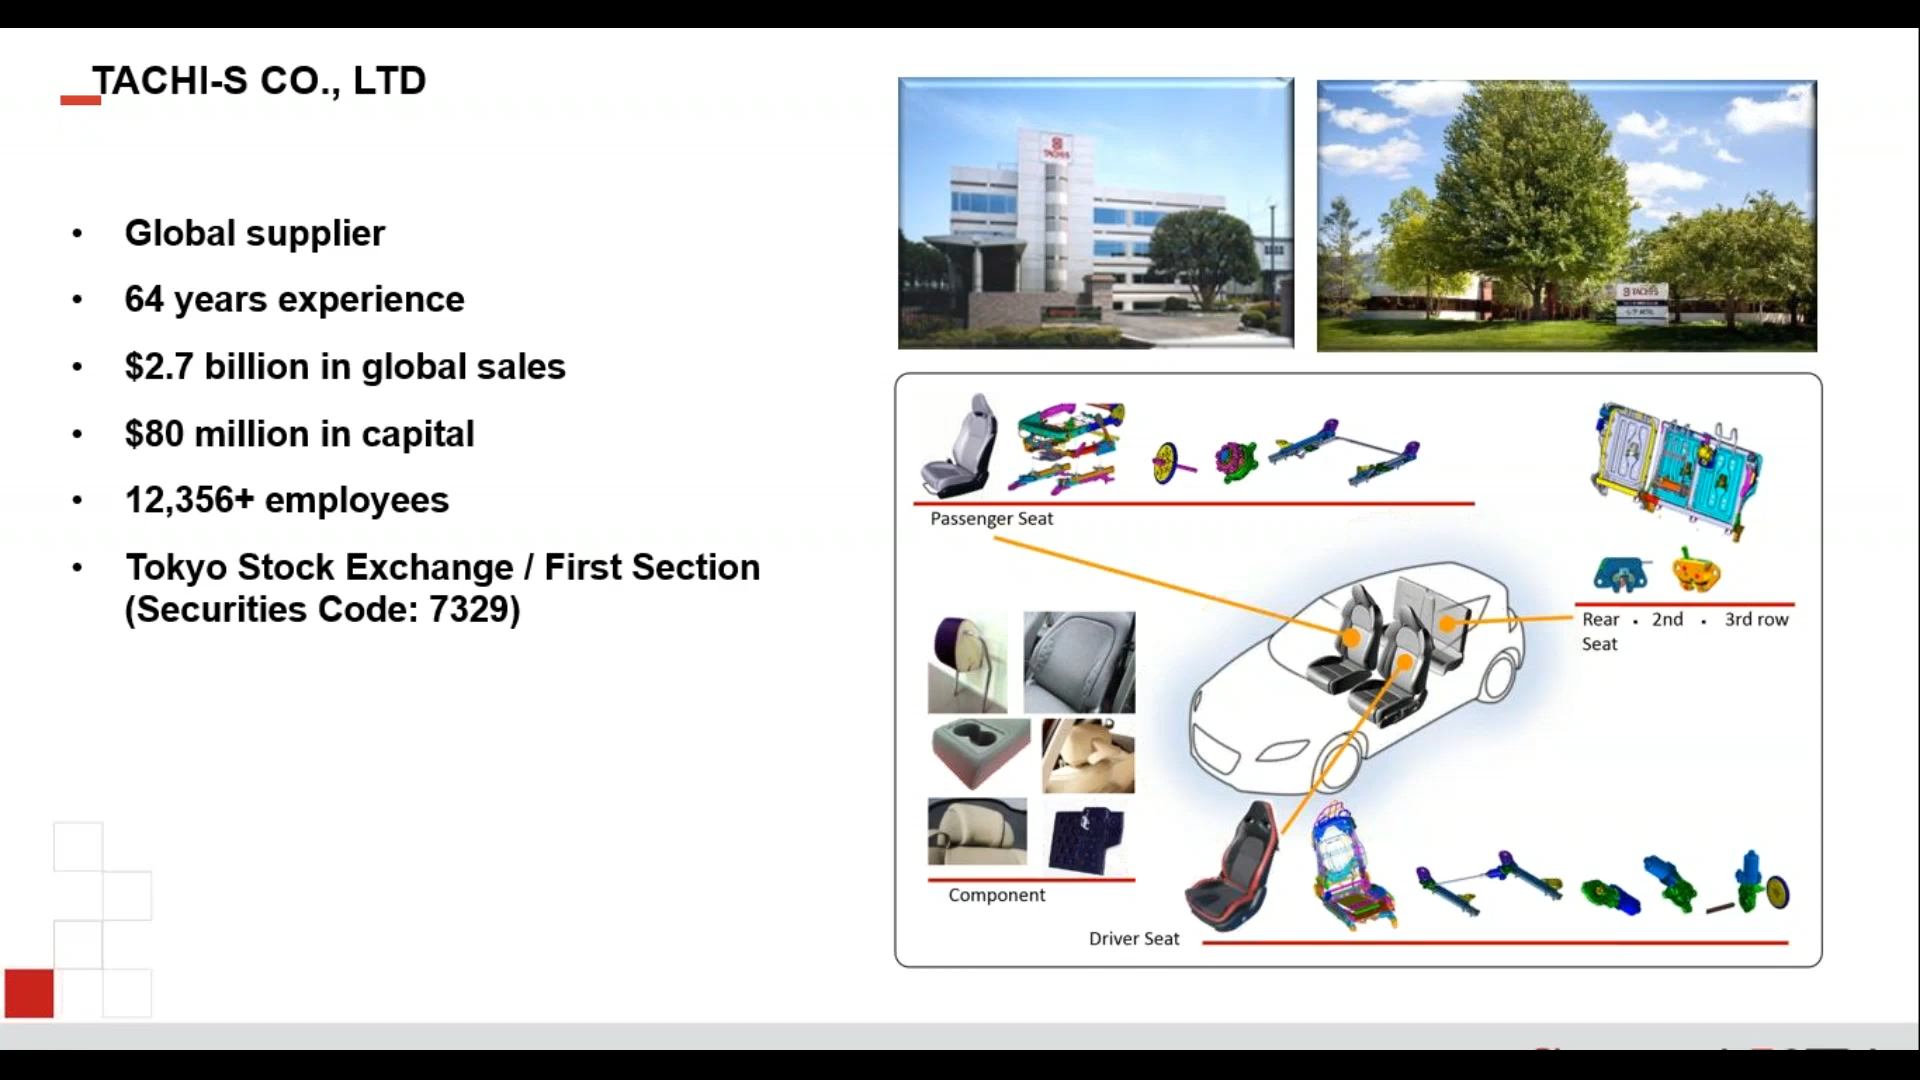 TACHI-S CO., LTD
• Global supplier
• 64 years experience
• $2.7 billion in global sales
• $80 million in capital
• 12,356+ employees
• Tokyo Stock Exchange / First Section
(Securities Code: 7329)
TACHI-S
TACHI-S
Passenger Seat
Rear • 2nd • 3rd row
Seat
Component
Driver Seat